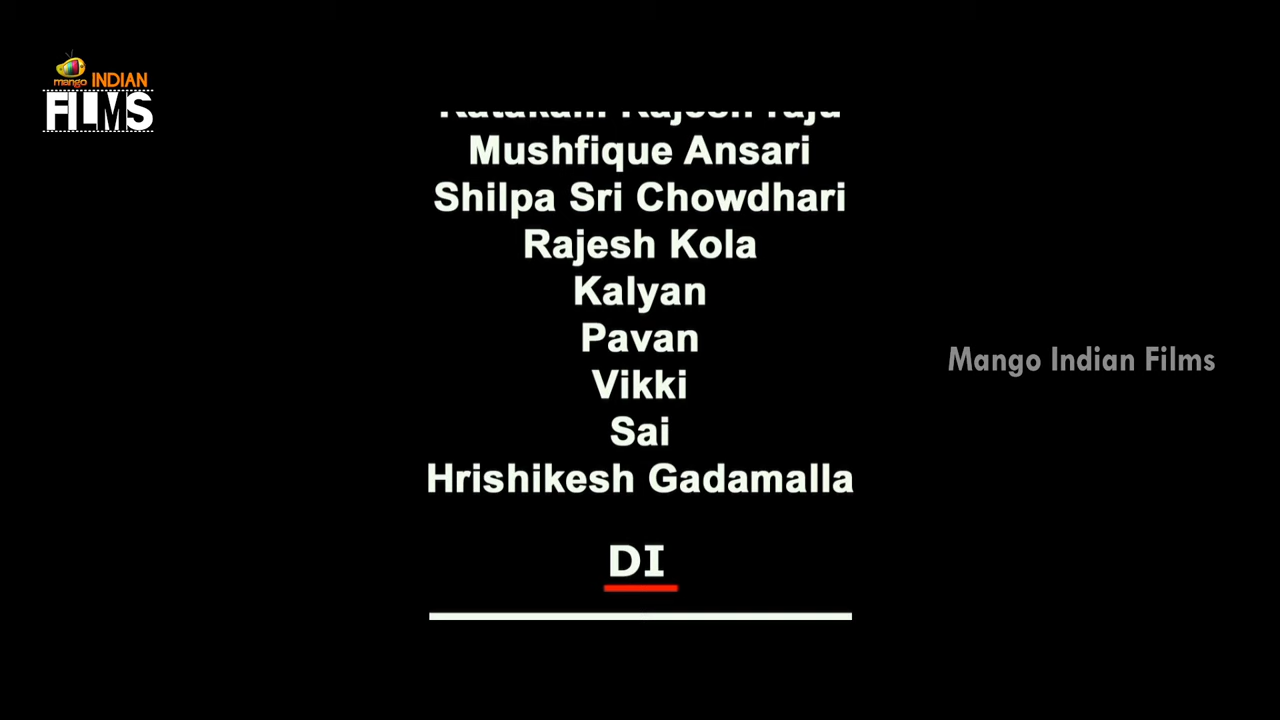 mango INDIAN
FILMS
Mushfique Ansari
Shilpa Sri Chowdhari
Rajesh Kola
Kalyan
Pavan
Vikki
Sai
Hrishikesh Gadamalla
DI
Mango Indian Films